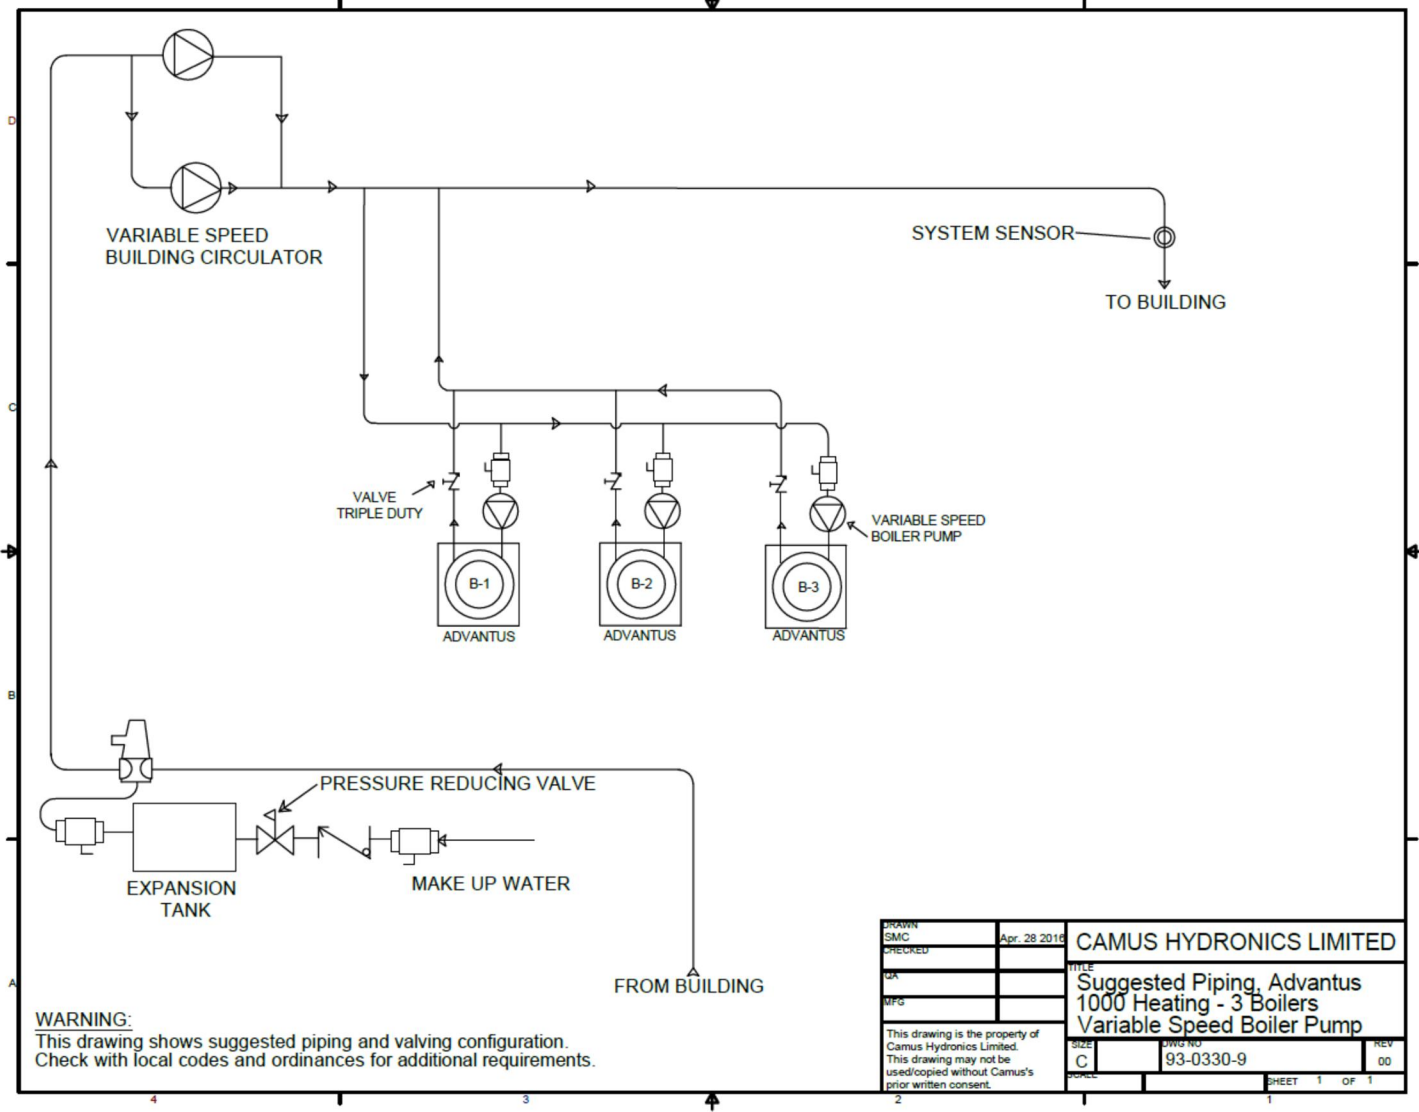 D
VARIABLE SPEED
BUILDING CIRCULATOR
SYSTEM SENSOR
TO BUILDING
C
VALVE
TRIPLE DUTY
VARIABLE SPEED
BOILER PUMP
B-1
B-2
B-3
ADVANTUS
ADVANTUS
ADVANTUS
B
PRESSURE REDUCING VALVE
EXPANSION
TANK
MAKE UP WATER
FROM BUILDING
A
WARNING:
This drawing shows suggested piping and valving configuration.
Check with local codes and ordinances for additional requirements.
DRAWN
SMC
Apr. 28 2016
CHECKED
QA
MFG
This drawing is the property of
Camus Hydronics Limited.
This drawing may not be
used/copied without Camus's
prior written consent.
CAMUS HYDRONICS LIMITED
TITLE
Suggested Piping, Advantus
1000 Heating - 3 Boilers
Variable Speed Boiler Pump
SIZE
C
DWG NO
93-0330-9
REV
00
SCALE
SHEET 1 OF 1
4
3
2
1